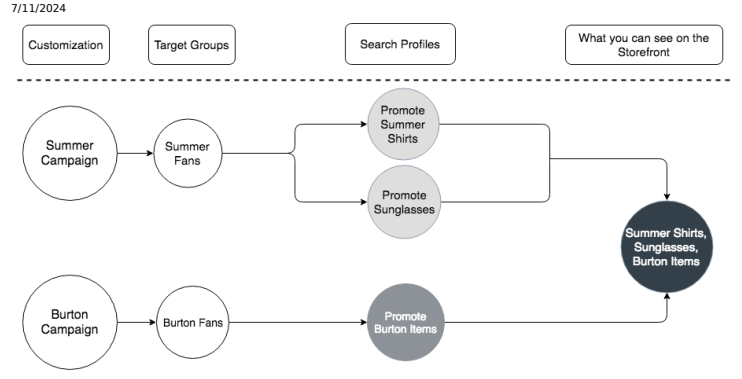 7/11/2024
Customization
Target Groups
Search Profiles
What you can see on the
Storefront
Summer
Campaign
Summer
Fans
Promote
Summer
Shirts
Promote
Sunglasses
Summer Shirts,
Sunglasses,
Burton Items
Burton
Campaign
Burton Fans
Promote
Burton Items